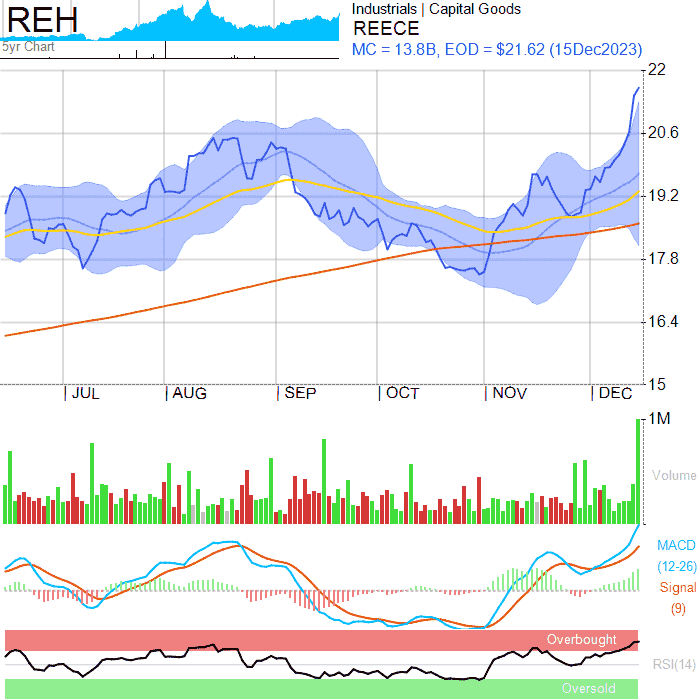 REH
5yr Chart
Industrials | Capital Goods
REECE
MC = 13.8B, EOD = $21.62 (15Dec2023)
22
20.6
19.2
17.8
16.4
15
| JUL | AUG | SEP | OCT | NOV | DEC
1M
Volume
MACD
(12-26)
Signal
(9)
Overbought
RSI(14)
Oversold